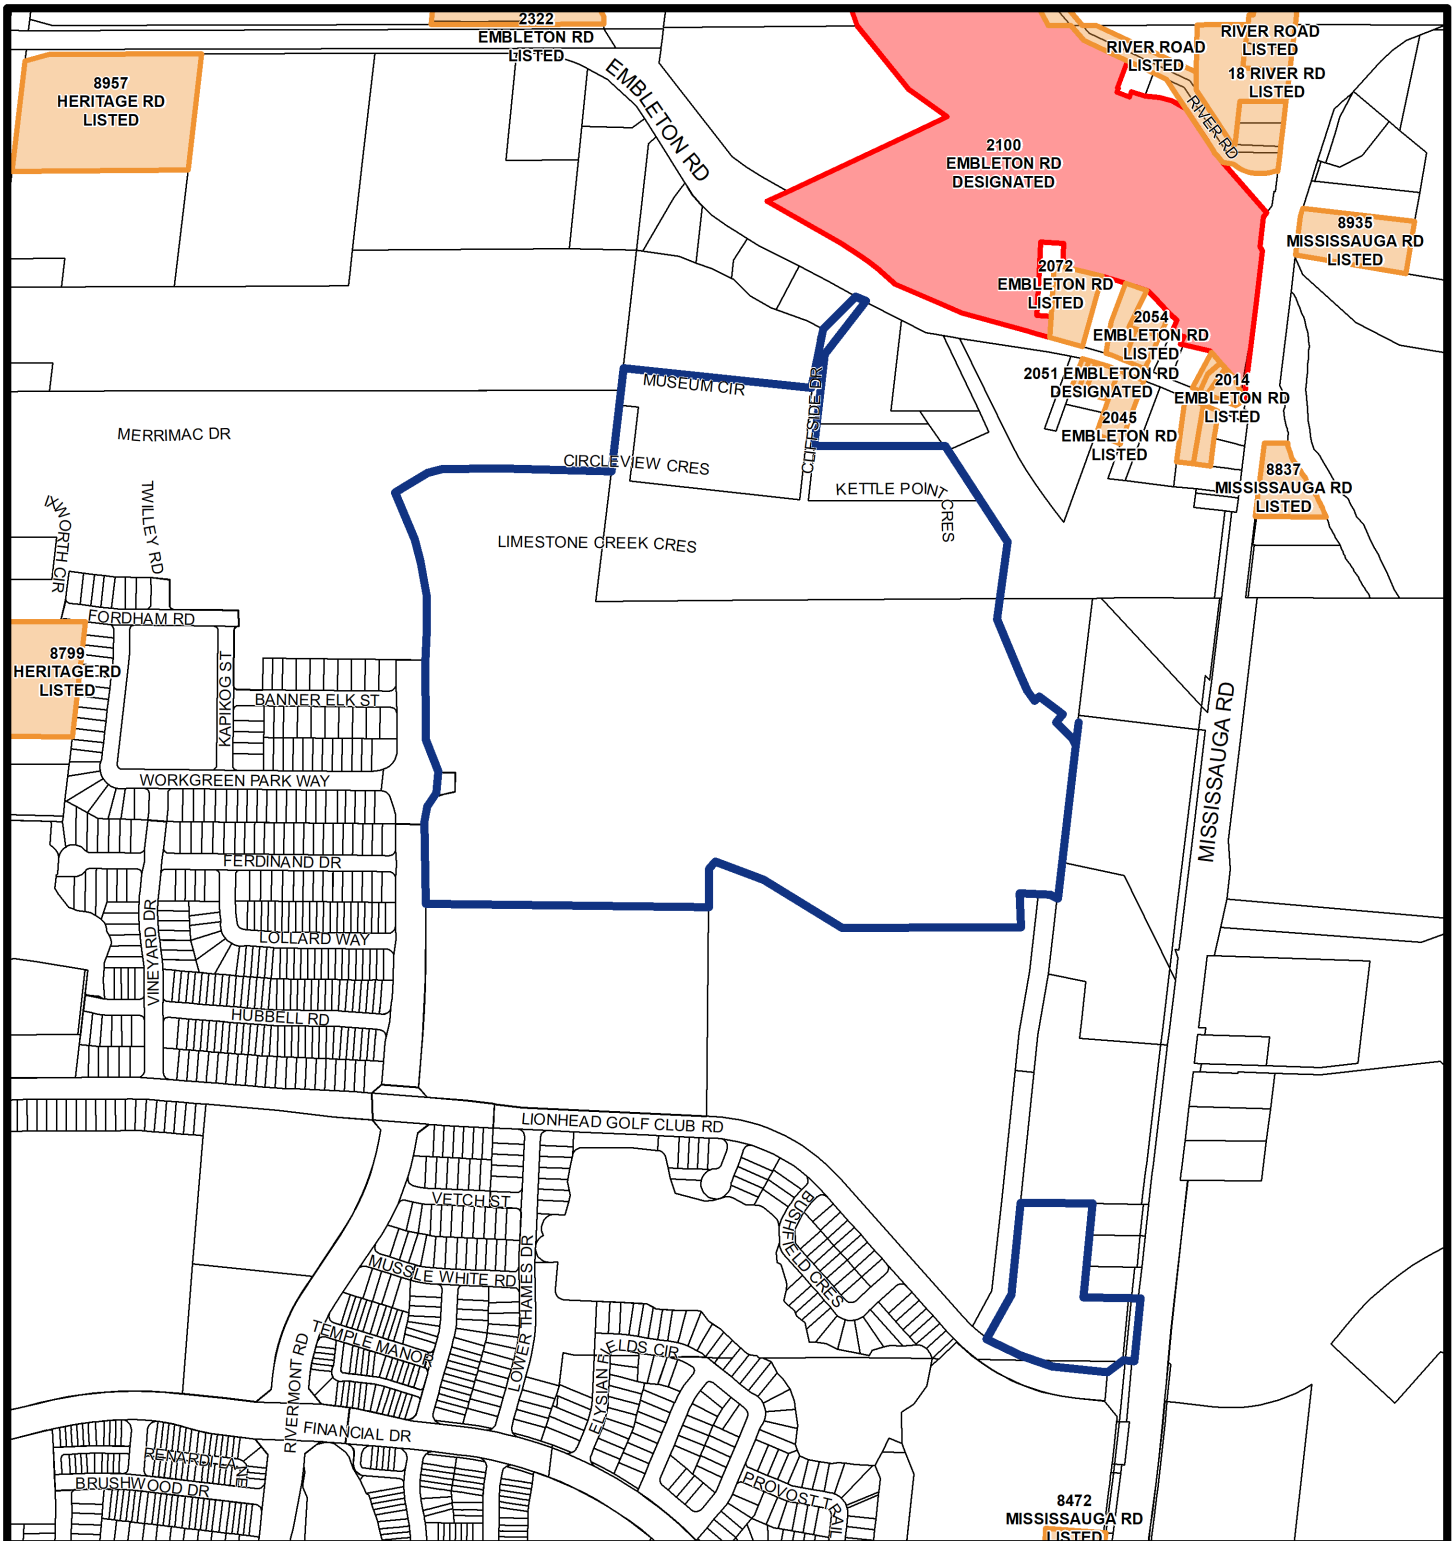 2322
EMBLETON RD
LISTED
8957
HERITAGE RD
LISTED
EMBLETON RD
RIVER ROAD
LISTED
RIVER ROAD
LISTED
18 RIVER RD
LISTED
RIVER RD
2100
EMBLETON RD
DESIGNATED
8935
MISSISSAUGA RD
LISTED
2072
EMBLETON RD
LISTED
2054
EMBLETON RD
LISTED
2051 EMBLETON RD
DESIGNATED
2014
EMBLETON RD
LISTED
2045
EMBLETON RD
LISTED
8837
MISSISSAUGA RD
LISTED
MUSEUM CIR
CLIFFSIDE DR
MERRIMAC DR
CIRCLEVIEW CRES
KETTLE POINT CRES
LIMESTONE CREEK CRES
IXWORTH CIR
TWILLEY RD
FORDHAM RD
8799
HERITAGE RD
LISTED
KAPIKOG ST
BANNER ELK ST
WORKGREEN PARK WAY
MISSISSAUGA RD
FERDINAND DR
VINEYARD DR
LOLLARD WAY
HUBBELL RD
LIONHEAD GOLF CLUB RD
VETCH ST
BUSHFIELD CRES
MUSSLE WHITE RD
LOWER THAMES DR
TEMPLE MANOR
ELYSIAN FIELDS CIR
RIVERMONT RD
FINANCIAL DR
RENARDI LANE
BRUSHWOOD DR
PROVOST TRAIL
8472
MISSISSAUGA RD
LISTED